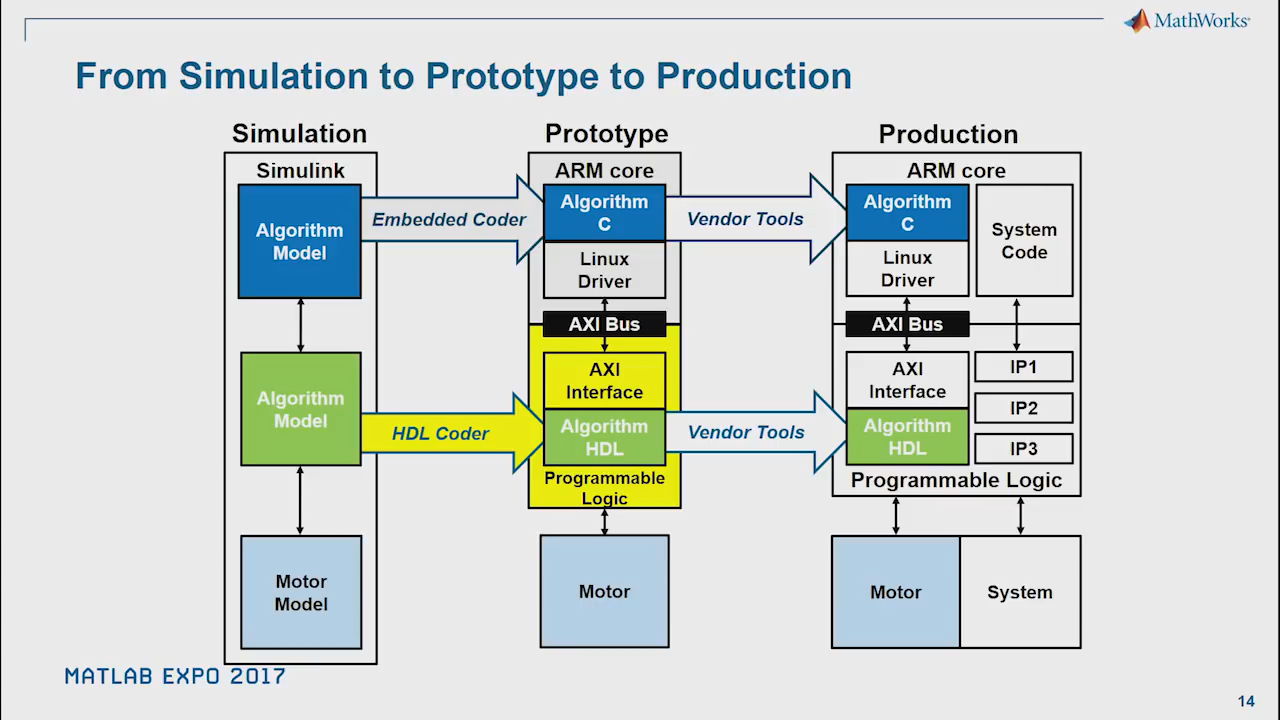 MathWorks
From Simulation to Prototype to Production
Simulation
Simulink
Algorithm
Model
Algorithm
Model
Motor
Model
Embedded Coder
HDL Coder
Prototype
ARM core
Algorithm
C
Linux
Driver
AXI Bus
AXI
Interface
Algorithm
HDL
Programmable
Logic
Motor
Vendor Tools
Vendor Tools
Production
ARM core
Algorithm
C
Linux
Driver
System
Code
AXI Bus
AXI
Interface
Algorithm
HDL
IP1
IP2
IP3
Programmable Logic
Motor
System
MATLAB EXPO 2017
14